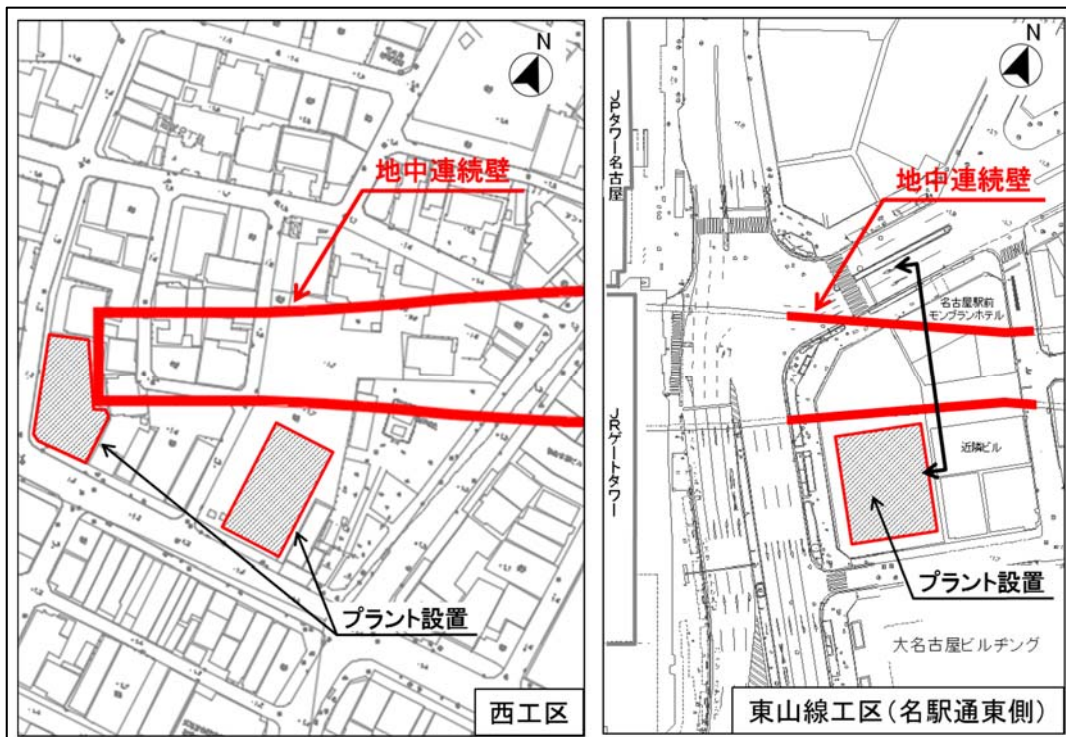 N
地中連続壁
プラント設置
西工区
N
JPタワー名古屋
地中連続壁
名古屋駅前
モンブランホテル
JRゲートタワー
近隣ビル
プラント設置
大名古屋ビルヂング
東山線工区(名駅通東側)